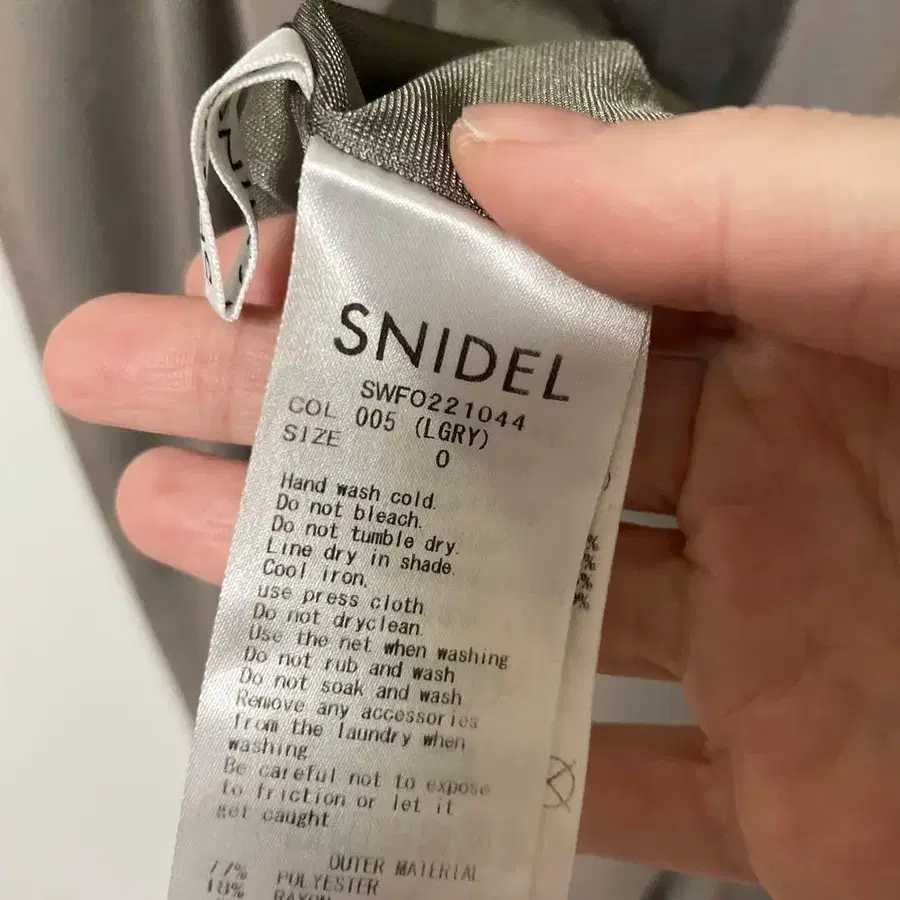 SNIDEL
SWFO221044
COL 005 (LGRY)
SIZE 0
Hand wash cold.
Do not bleach.
Do not tumble dry.
Line dry in shade.
Cool iron,
use press cloth
Do not dryclean.
Use the net when washing
Do not rub and wash
Do not soak and wash
Remove any accessories
from the laundry when
washing
Be careful not to expose
to friction or let it
get caught
OUTER MATERIAL
77% POLYESTER
18% RAYON
%
%
%
%